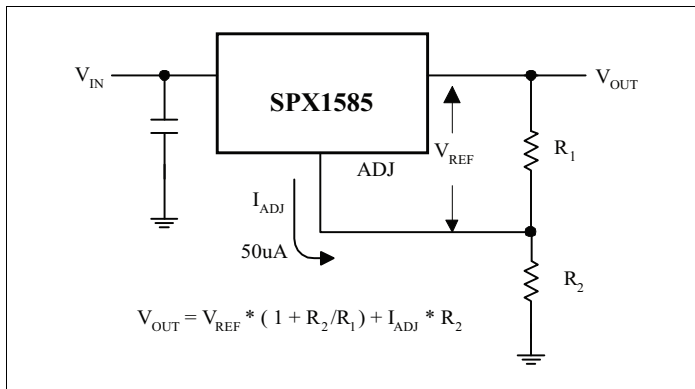 V_IN
SPX1585
V_OUT
ADJ
V_REF
R_1
I_ADJ
50uA
R_2
V_OUT = V_REF * ( 1 + R_2 /R_1) + I_ADJ * R_2